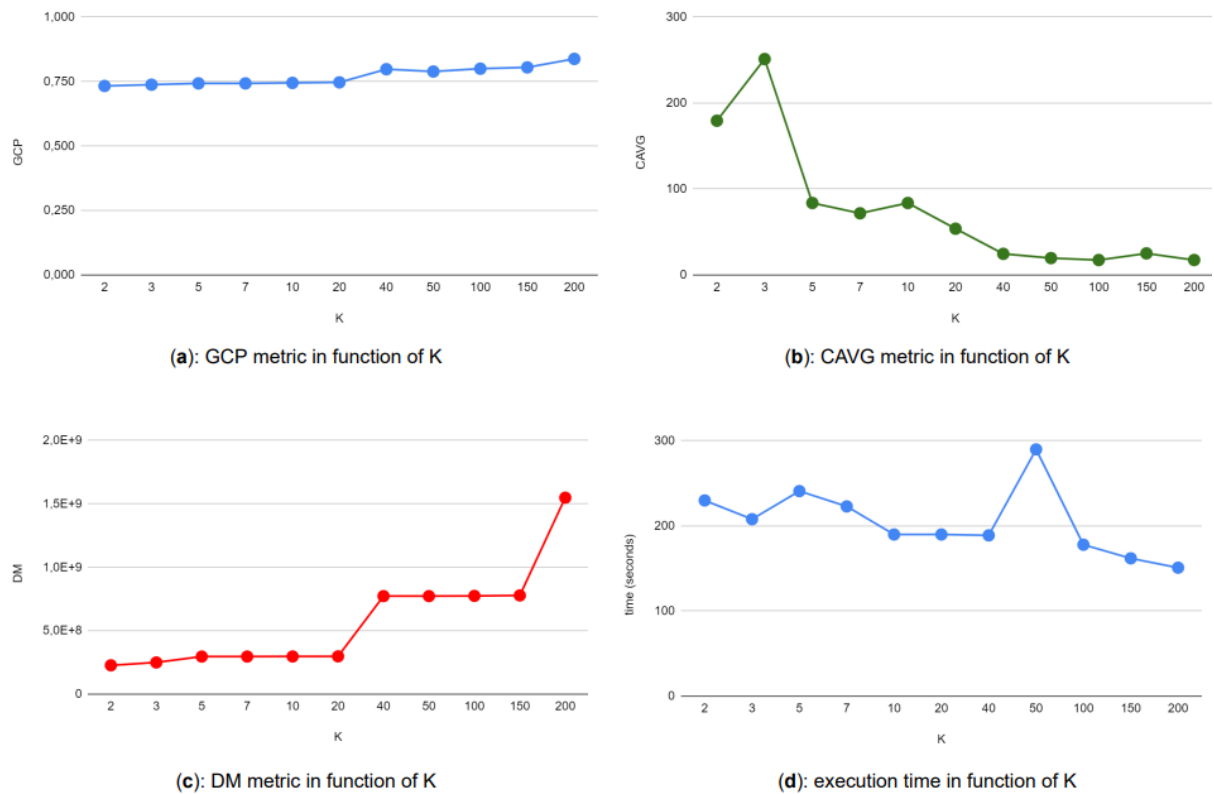 1,000
0,750
0,500
0,250
0,000
GCP
2 3 5 7 10 20 40 50 100 150 200
K
(a): GCP metric in function of K
300
200
100
0
CAVG
2 3 5 7 10 20 40 50 100 150 200
K
(b): CAVG metric in function of K
2,0E+9
1,5E+9
1,0E+9
5,0E+8
0
DM
2 3 5 7 10 20 40 50 100 150 200
K
(c): DM metric in function of K
300
200
100
0
time (seconds)
2 3 5 7 10 20 40 50 100 150 200
K
(d): execution time in function of K